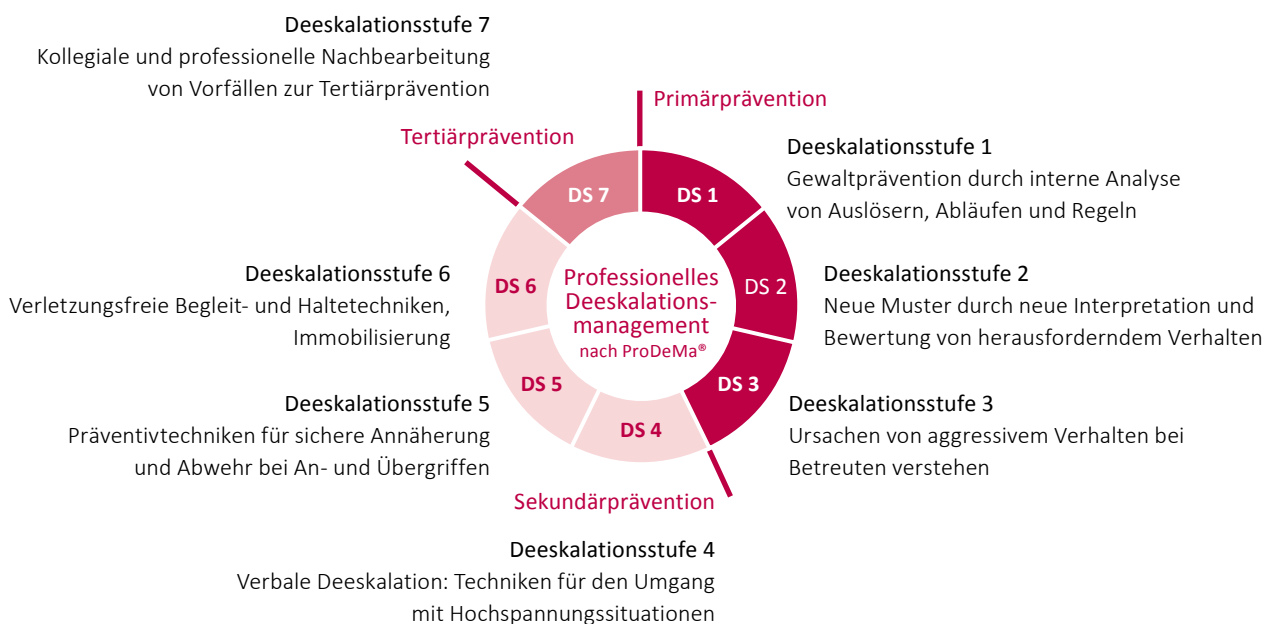 Deeskalationsstufe 7
Kollegiale und professionelle Nachbearbeitung
von Vorfällen zur Tertiärprävention
Primärprävention
Tertiärprävention
Deeskalationsstufe 1
Gewaltprävention durch interne Analyse
von Auslösern, Abläufen und Regeln
DS 7
DS 1
Deeskalationsstufe 6
Verletzungsfreie Begleit- und Haltetechniken,
Immobilisierung
DS 6
Professionelles
Deeskalations-
management
nach ProDeMa®
DS 2
Deeskalationsstufe 2
Neue Muster durch neue Interpretation und
Bewertung von herausforderndem Verhalten
DS 5
DS 3
Deeskalationsstufe 5
Präventivtechniken für sichere Annäherung
und Abwehr bei An- und Übergriffen
DS 4
Deeskalationsstufe 3
Ursachen von aggressivem Verhalten bei
Betreuten verstehen
Sekundärprävention
Deeskalationsstufe 4
Verbale Deeskalation: Techniken für den Umgang
mit Hochspannungssituationen